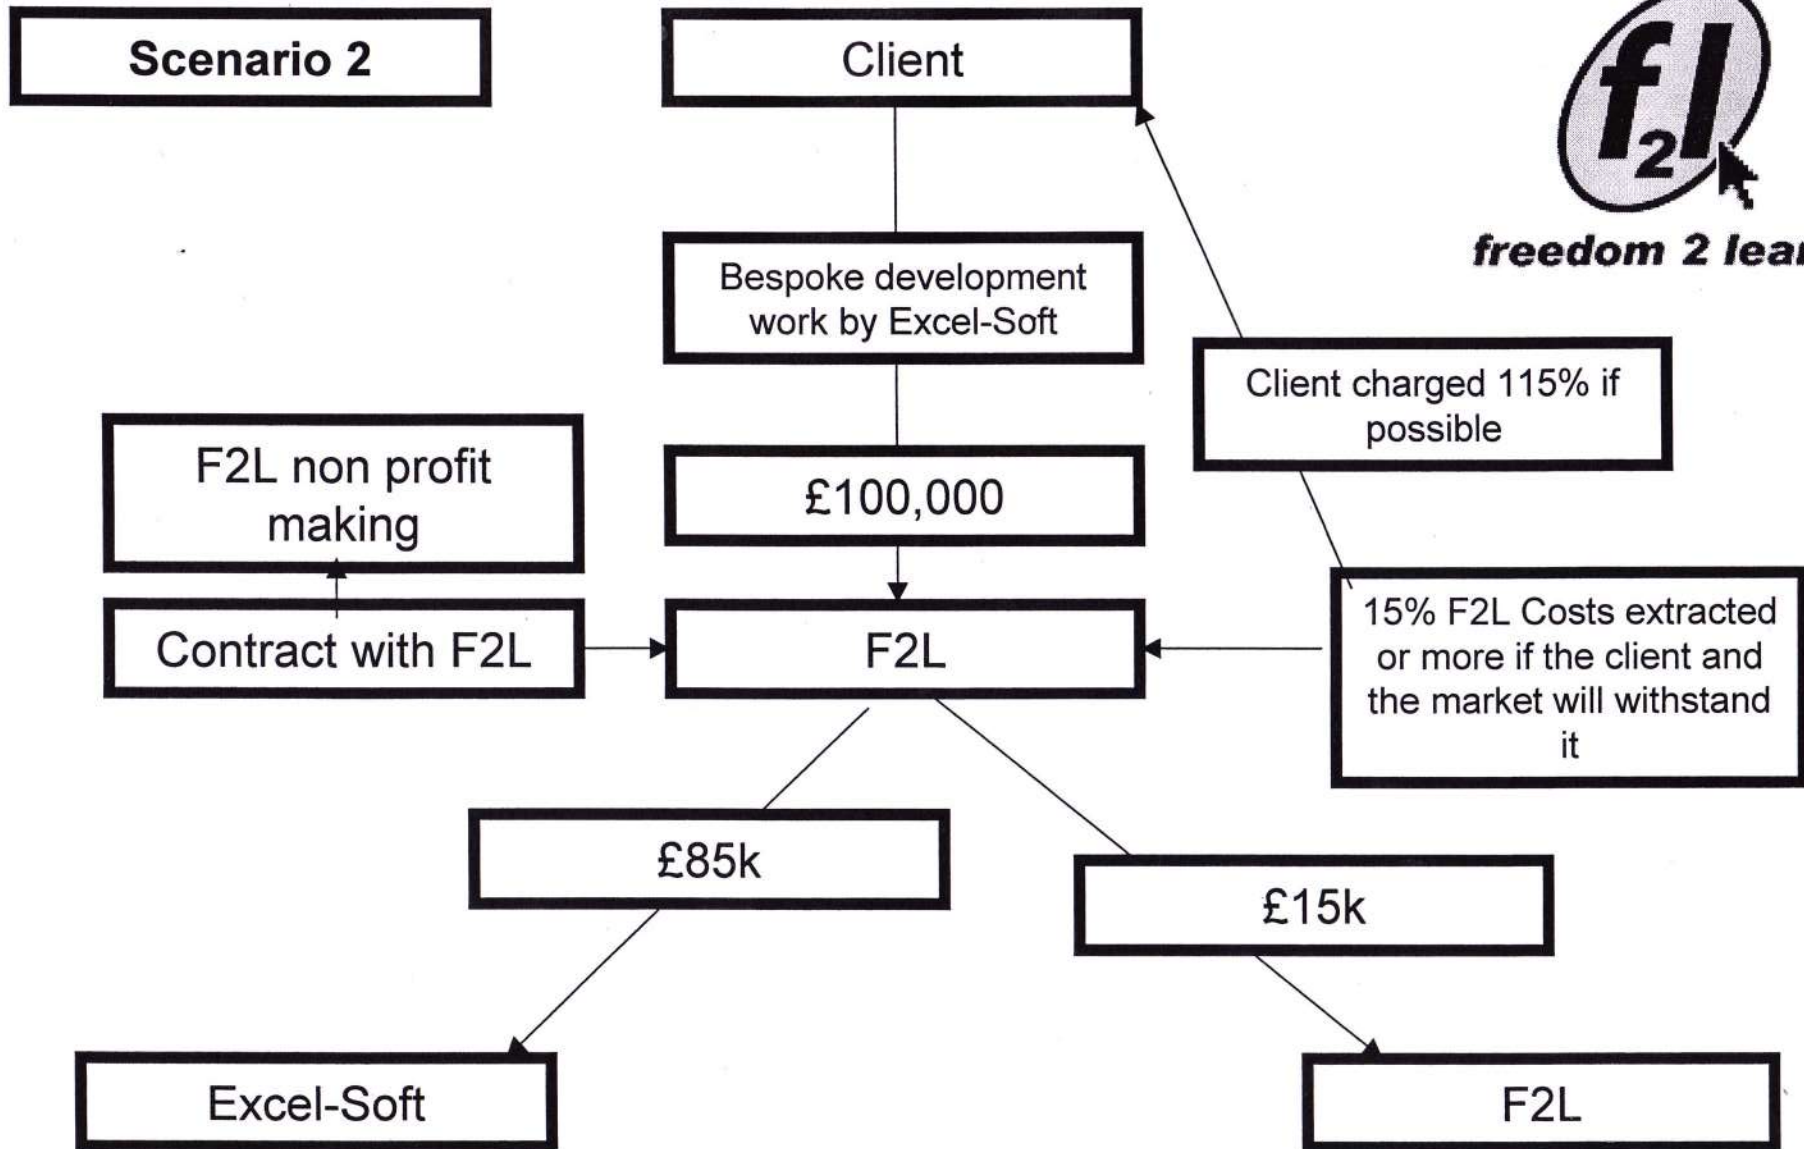 Scenario 2
Client
f2l
freedom 2 lear
Bespoke development
work by Excel-Soft
Client charged 115% if
possible
F2L non profit
making
£100,000
Contract with F2L
F2L
15% F2L Costs extracted
or more if the client and
the market will withstand
it
£85k
£15k
Excel-Soft
F2L